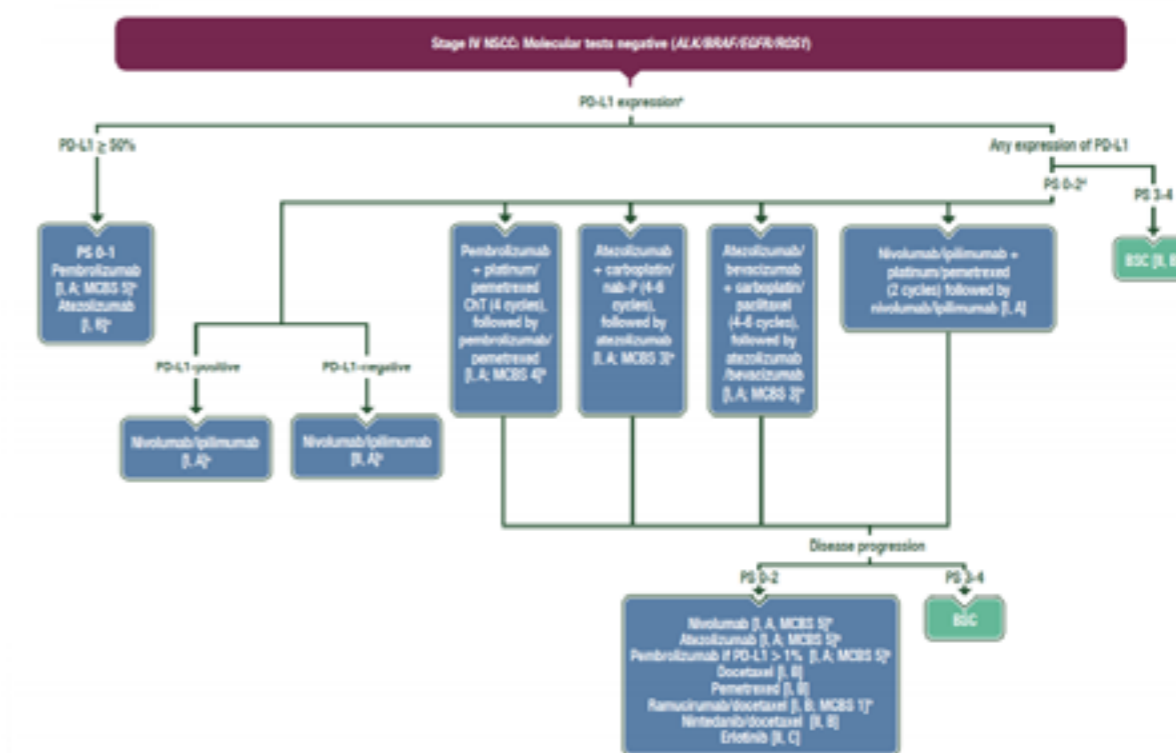 Stage IV NSCC: Molecular tests negative (ALK/BRAF/EGFR/ROS1)
PD-L1 expression
PD-L1 ≥ 50%
Any expression of PD-L1
PS 0-2
PS 3-4
PS 0-1
Pembrolizumab
[I, A; MCBS 5]
Atezolizumab
[I, B]
Pembrolizumab
+ platinum/
pemetrexed
ChT (4 cycles),
followed by
pembrolizumab/
pemetrexed
[I, A; MCBS 4]
Atezolizumab
+ carboplatin/
nab-P (4-6
cycles),
followed by
atezolizumab
[I, A; MCBS 3]
Atezolizumab/
bevacizumab
+ carboplatin/
paclitaxel
(4-6 cycles),
followed by
atezolizumab
/bevacizumab
[I, A; MCBS 3]
Nivolumab/ipilimumab +
platinum/pemetrexed
(2 cycles) followed by
nivolumab/ipilimumab [I, A]
BSC [II, B
PD-L1-positive
PD-L1-negative
Nivolumab/ipilimumab
[I, A]
Nivolumab/ipilimumab
[II, A]
Disease progression
PS 0-2
PS 3-4
Nivolumab [I, A, MCBS 5]
Atezolizumab [I, A; MCBS 5]
Pembrolizumab if PD-L1 > 1% [I, A; MCBS 5]
Docetaxel [I, B]
Pemetrexed [I, B]
Ramucirumab/docetaxel [I, B; MCBS 1]
Nintedanib/docetaxel [II, B]
Erlotinib [II, C]
BSC